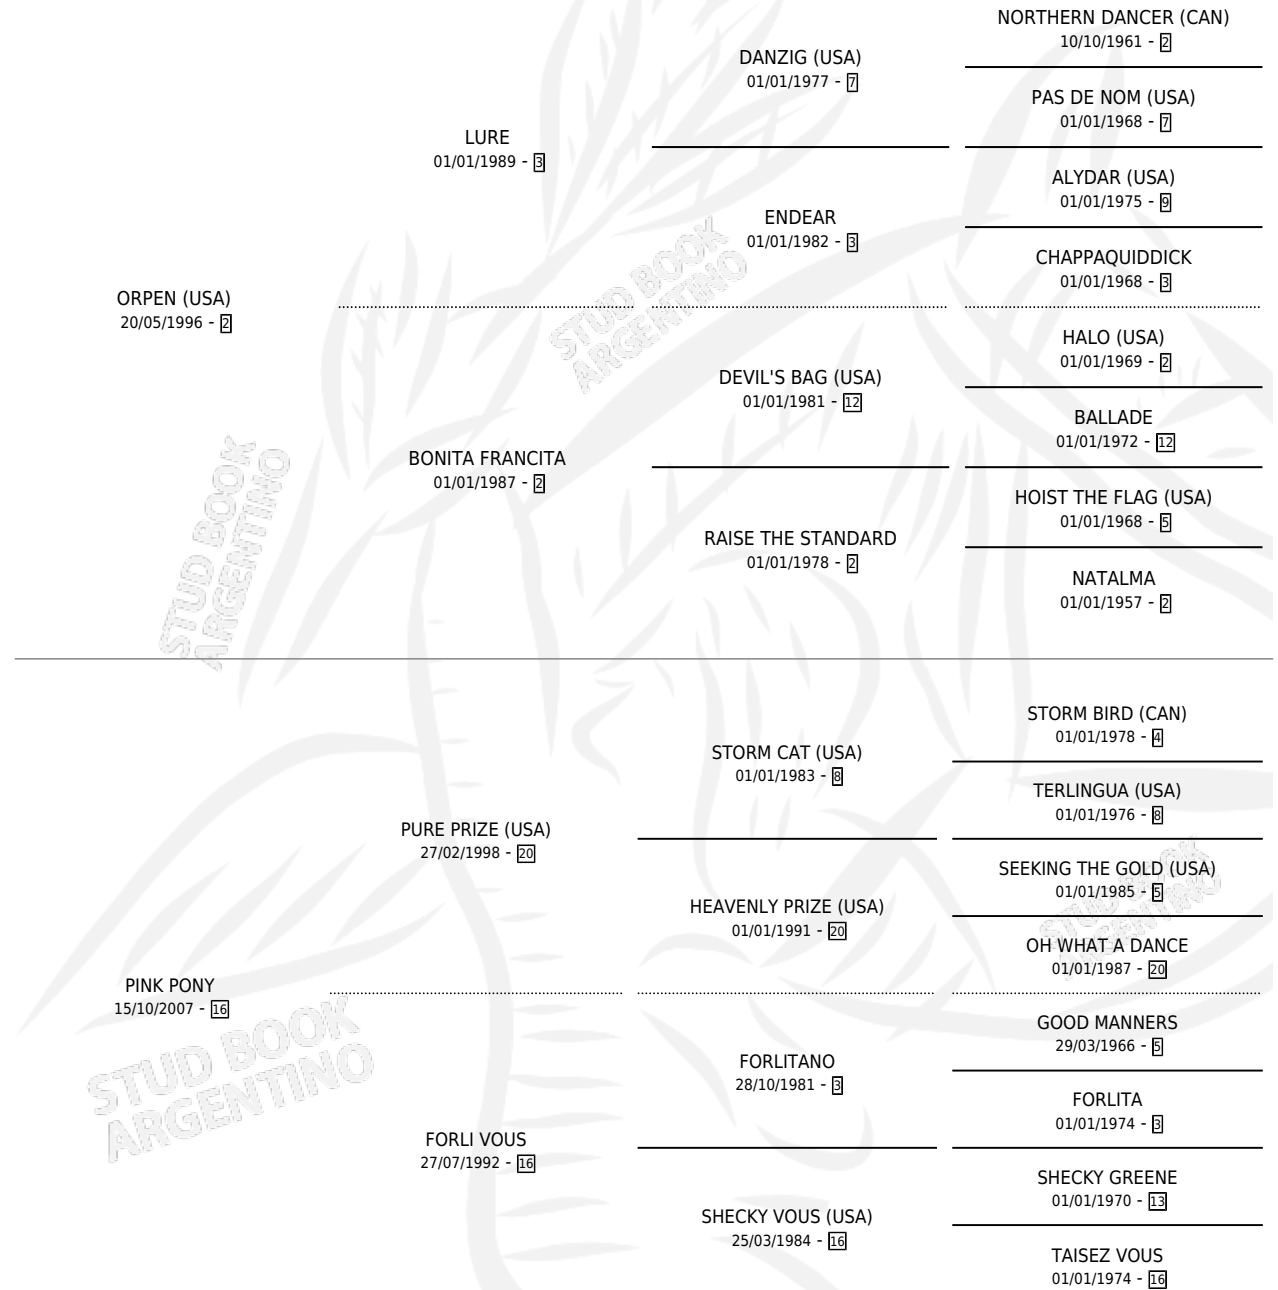 NORTHERN DANCER (CAN)
10/10/1961 - 2
DANZIG (USA)
01/01/1977 - 7
PAS DE NOM (USA)
01/01/1968 - 7
LURE
01/01/1989 - 3
ALYDAR (USA)
01/01/1975 - 9
ENDEAR
01/01/1982 - 3
CHAPPAQUIDDICK
01/01/1968 - 3
ORPEN (USA)
20/05/1996 - 2
STUD BOOK
ARGENTINO
HALO (USA)
01/01/1969 - 2
DEVIL'S BAG (USA)
01/01/1981 - 12
BALLADE
01/01/1972 - 12
BONITA FRANCITA
01/01/1987 - 2
HOIST THE FLAG (USA)
01/01/1968 - 5
RAISE THE STANDARD
01/01/1978 - 2
NATALMA
01/01/1957 - 2
STUD BOOK
ARGENTINO
STORM BIRD (CAN)
01/01/1978 - 4
STORM CAT (USA)
01/01/1983 - 8
TERLINGUA (USA)
01/01/1976 - 8
PURE PRIZE (USA)
27/02/1998 - 20
SEEKING THE GOLD (USA)
01/01/1985 - 5
HEAVENLY PRIZE (USA)
01/01/1991 - 20
STUD BOOK
ARGENTINO
OH WHAT A DANCE
01/01/1987 - 20
PINK PONY
15/10/2007 - 16
GOOD MANNERS
29/03/1966 - 5
FORLITANO
28/10/1981 - 3
STUD BOOK
ARGENTINO
FORLITA
01/01/1974 - 3
FORLI VOUS
27/07/1992 - 16
SHECKY GREENE
01/01/1970 - 13
SHECKY VOUS (USA)
25/03/1984 - 16
TAISEZ VOUS
01/01/1974 - 16